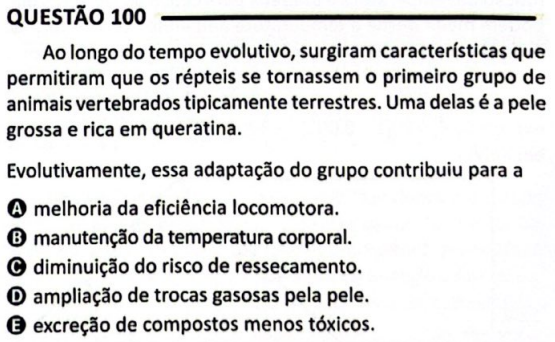 QUESTÃO 100
Ao longo do tempo evolutivo, surgiram características que
permitiram que os répteis se tornassem o primeiro grupo de
animais vertebrados tipicamente terrestres. Uma delas é a pele
grossa e rica em queratina.
Evolutivamente, essa adaptação do grupo contribuiu para a
A melhoria da eficiência locomotora.
B manutenção da temperatura corporal.
C diminuição do risco de ressecamento.
D ampliação de trocas gasosas pela pele.
E excreção de compostos menos tóxicos.